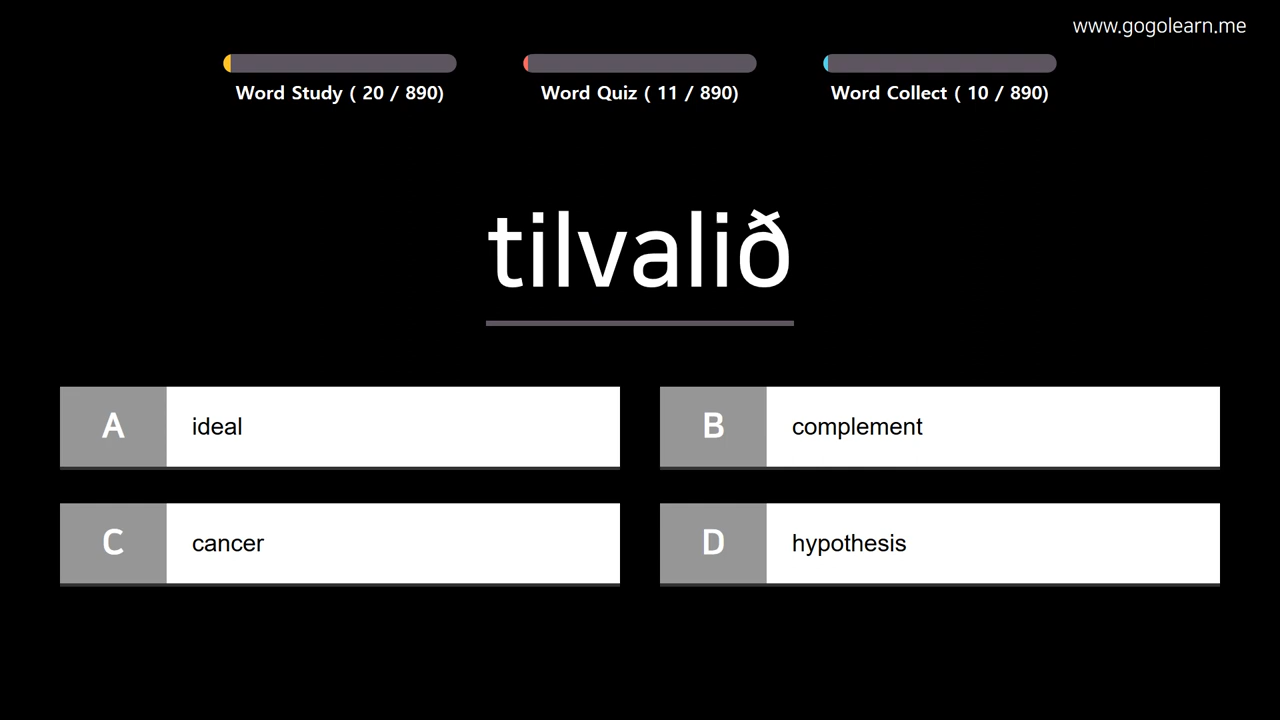 www.gogolearn.me
Word Study ( 20 / 890)
Word Quiz ( 11 / 890)
Word Collect ( 10 / 890)
tilvalið
A ideal
B complement
C cancer
D hypothesis